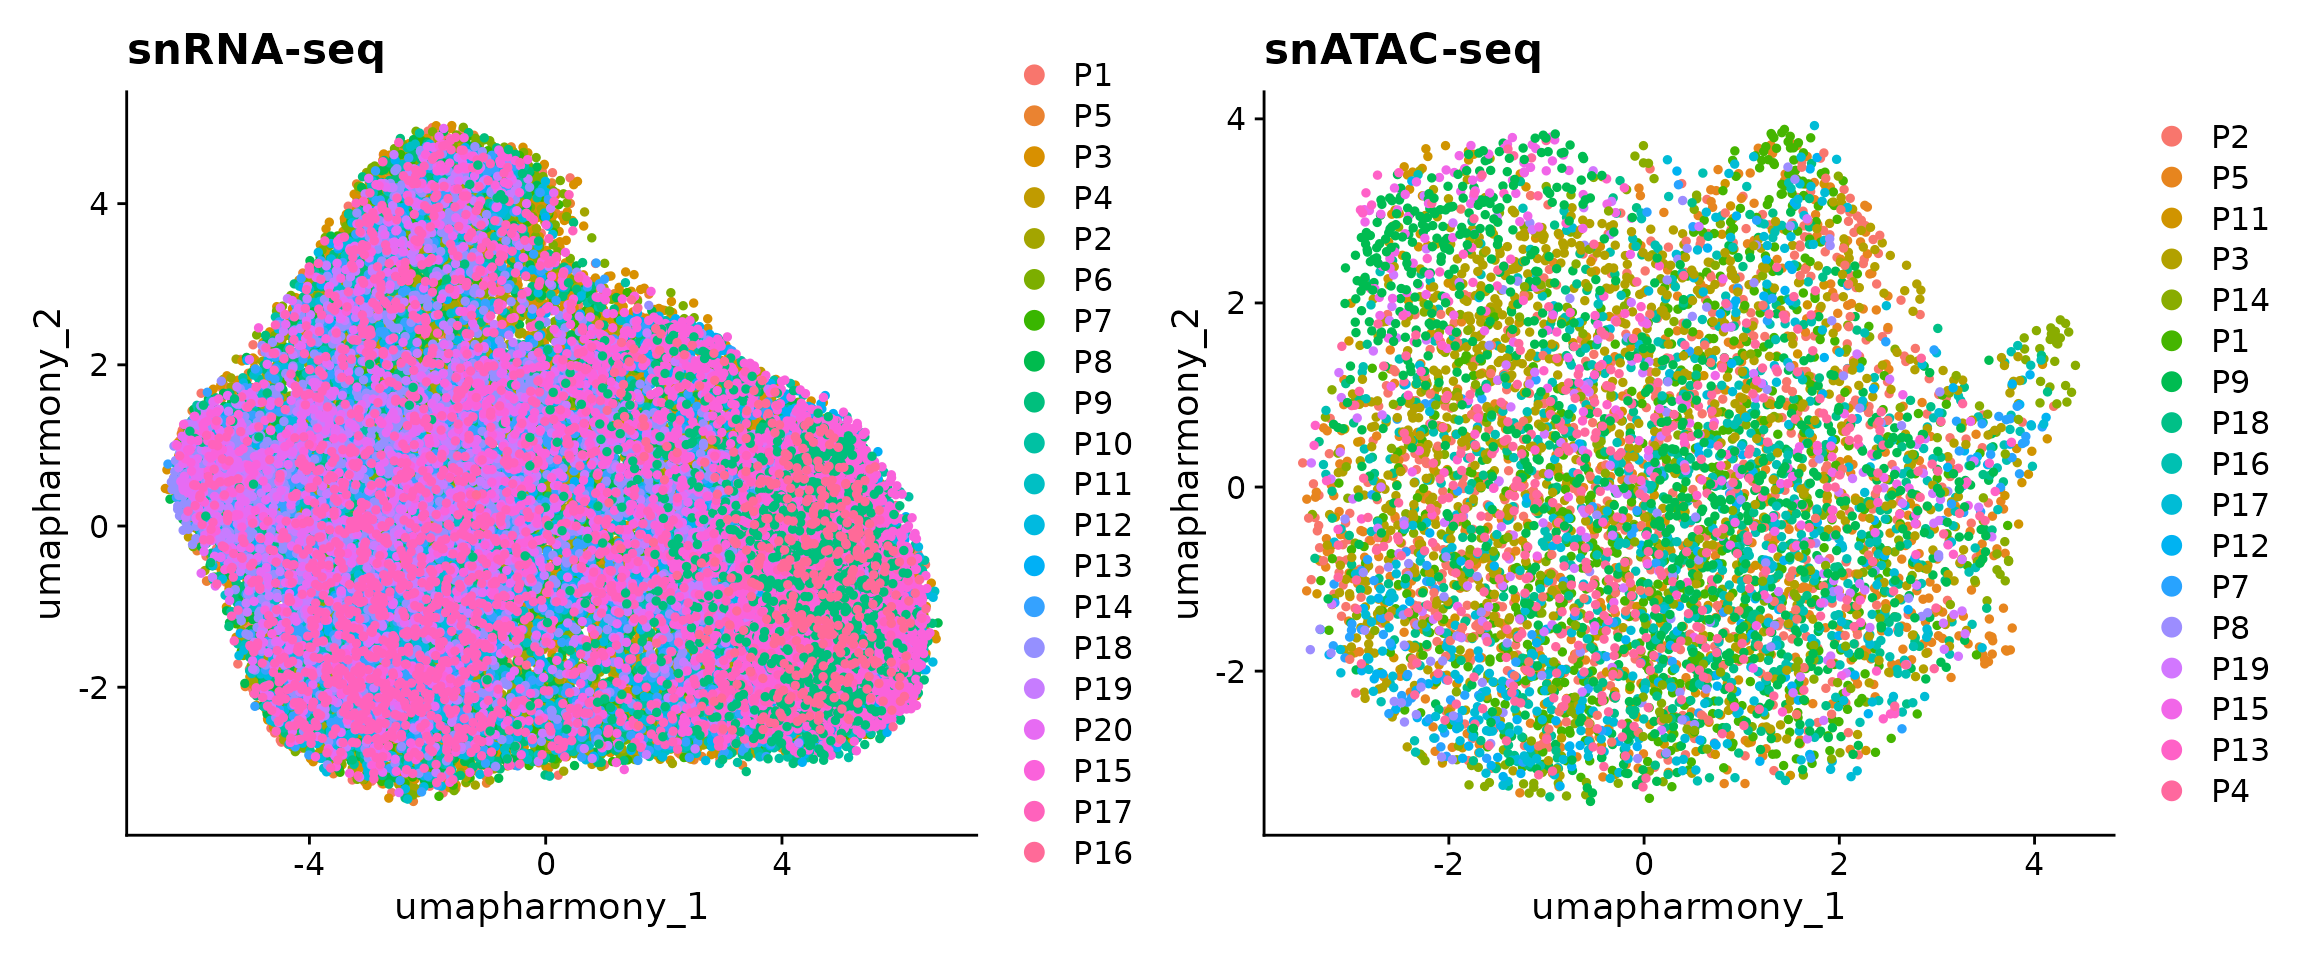 snRNA-seq
umapharmony_2
4
2
0
-2
-4
0
4
umapharmony_1
P1
P5
P3
P4
P2
P6
P7
P8
P9
P10
P11
P12
P13
P14
P18
P19
P20
P15
P17
P16
snATAC-seq
umapharmony_2
4
2
0
-2
-2
0
2
4
umapharmony_1
P2
P5
P11
P3
P14
P1
P9
P18
P16
P17
P12
P7
P8
P19
P15
P13
P4